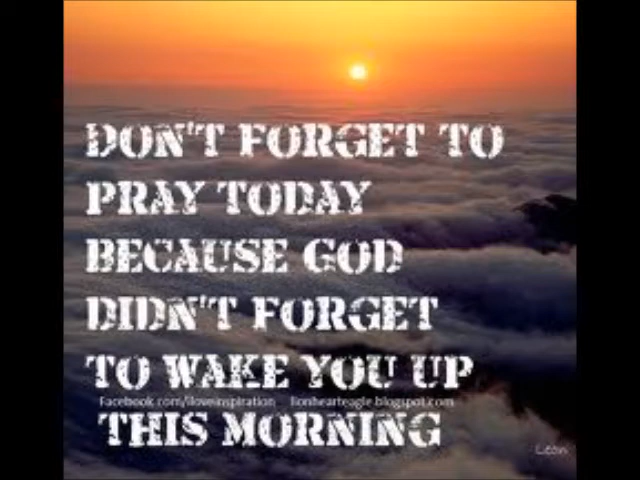 DON'T FORGET TO
PRAY TODAY
BECAUSE GOD
DIDN'T FORGET
TO WAKE YOU UP
Facebook.com/iloveinspiration lionhearteagle.blogspot.com
THIS MORNING